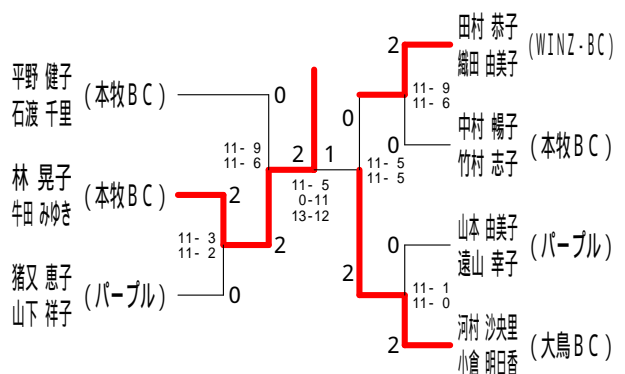 平野 健子
石渡 千里
(本牧BC)
0
林 晃子
牛田 みゆき
(本牧BC)
2
猪又 恵子
山下 祥子
(パープル)
0
11- 3
11- 2
11- 9
11- 6
2
2
1
11- 5
0-11
13-12
田村 恭子
織田 由美子
(WINZ-BC)
2
11- 9
11- 6
中村 暢子
竹村 志子
(本牧BC)
0
0
11- 5
11- 5
山本 由美子
遠山 幸子
(パープル)
0
2
11- 1
11- 0
河村 沙央里
小倉 明日香
(大鳥BC)
2